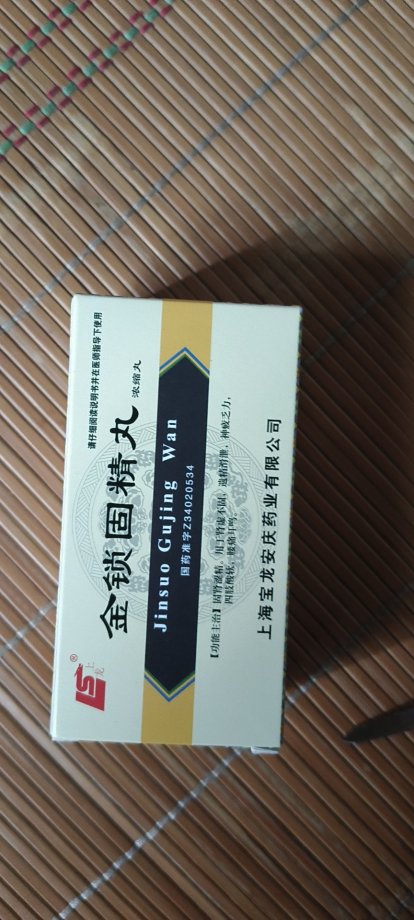 上龙®
请仔细阅读说明书并在医师指导下使用
金锁固精丸 浓缩丸
Jinsuo Gujing Wan
国药准字Z34020534
【功能主治】固肾涩精。用于肾虚不固,遗精滑泄,神疲乏力,
四肢酸软,腰痛耳鸣。
上海宝龙安庆药业有限公司